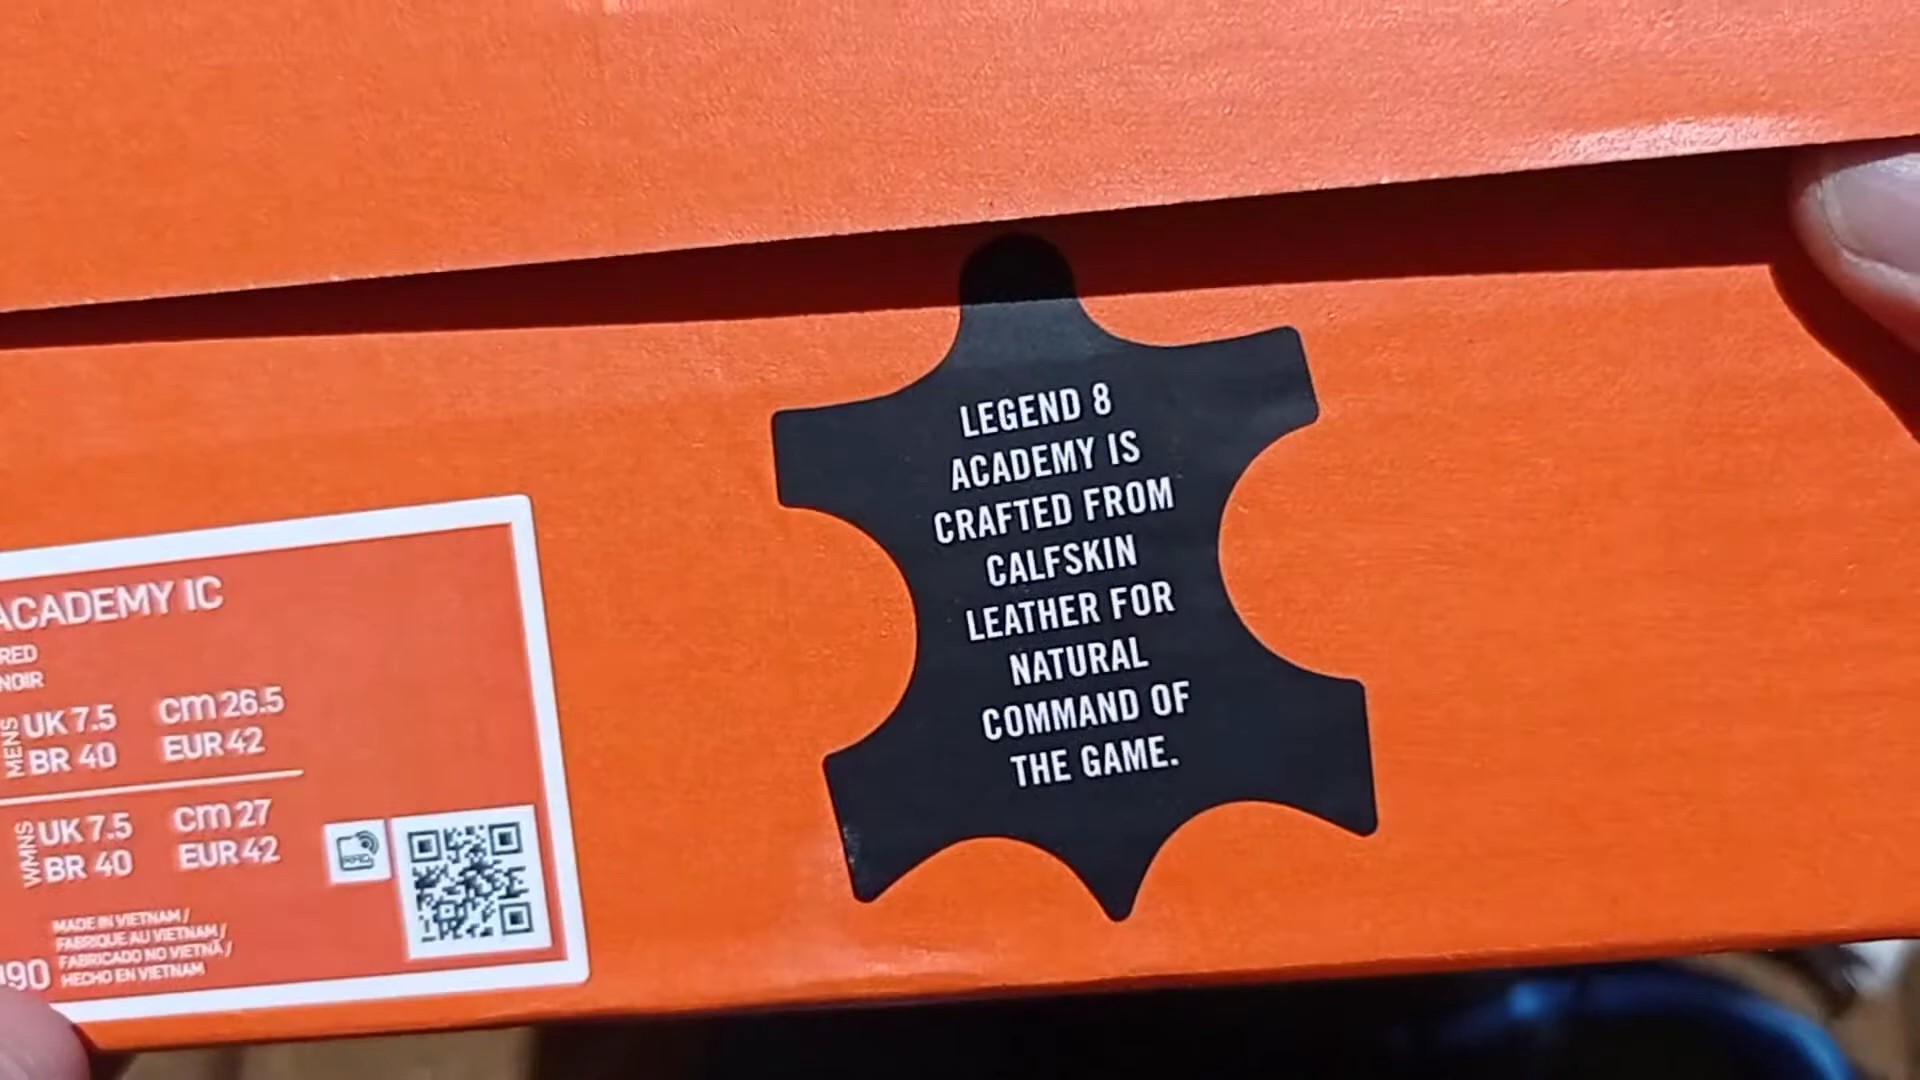 ACADEMY IC
RED
NOIR
MENS
UK 7.5 cm 26.5
BR 40 EUR 42
WMNS
UK 7.5 cm 27
BR 40 EUR 42
RFID
MADE IN VIETNAM /
FABRIQUE AU VIETNAM /
FABRICADO NO VIETNÃ /
HECHO EN VIETNAM
90
LEGEND 8
ACADEMY IS
CRAFTED FROM
CALFSKIN
LEATHER FOR
NATURAL
COMMAND OF
THE GAME.